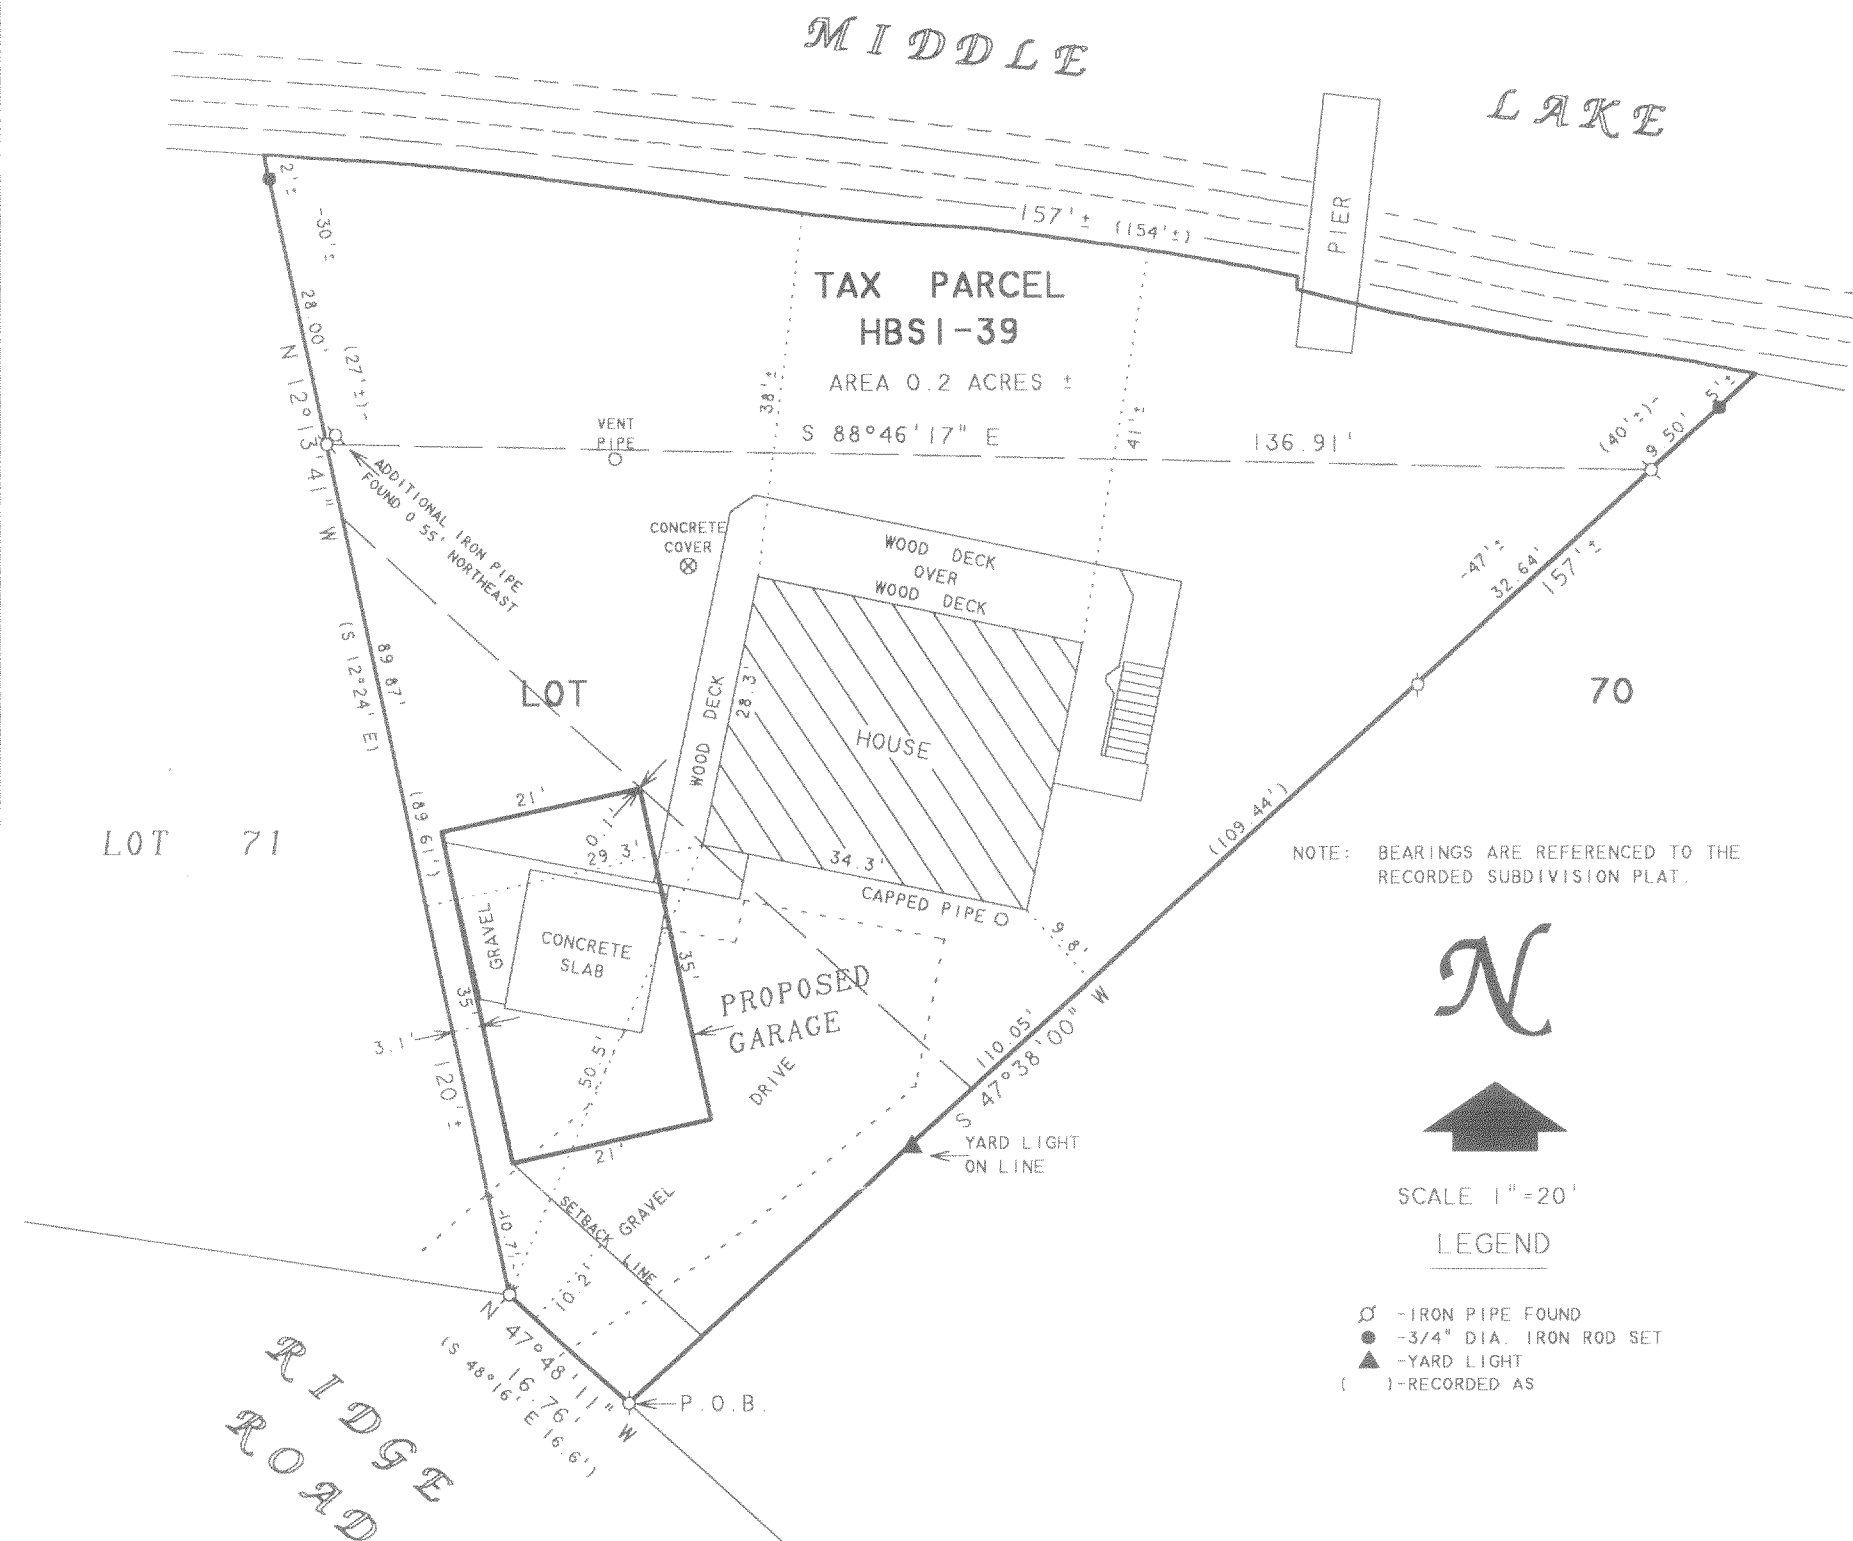 MIDDLE
LAKE
PIER
157'± (154'±)
2'±
-30'±
28.00'
(27'±)-
N 12°13'41" W
TAX PARCEL
HBS1-39
AREA 0.2 ACRES ±
38'±
41'±
S 88°46'17" E
136.91'
5'±
9.50'
(40'±)-
VENT
PIPE
ADDITIONAL IRON PIPE
FOUND 0.55' NORTHEAST
CONCRETE
COVER
WOOD DECK
OVER
WOOD DECK
-47'±
32.64'
157'±
(S 12°24' E)
89.87'
LOT
70
WOOD DECK
28.3'
HOUSE
34.3'
CAPPED PIPE
9.8'
(109.44')
LOT 71
(89.61')
21'
0.1'
29.3'
GRAVEL
CONCRETE
SLAB
35'
35'
PROPOSED
GARAGE
DRIVE
50.5'
3.1'
120'±
110.05'
S 47°38'00" W
YARD LIGHT
ON LINE
21'
SETBACK LINE
GRAVEL
-10.7'
10.2'
N 47°48'11" W
16.76'
(S 48°16' E 16.6')
P.O.B.
RIDGE
ROAD
NOTE: BEARINGS ARE REFERENCED TO THE
RECORDED SUBDIVISION PLAT.
N
SCALE 1"=20'
LEGEND
-IRON PIPE FOUND
-3/4" DIA. IRON ROD SET
-YARD LIGHT
( )-RECORDED AS